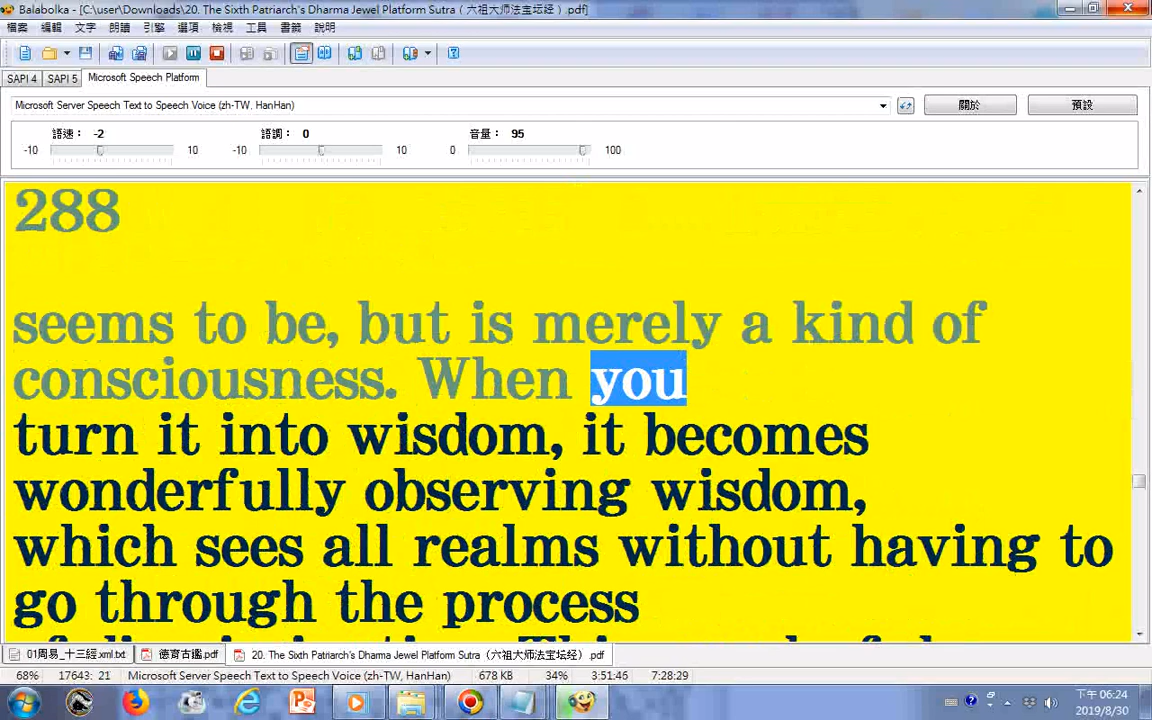 Balabolka - [C:\user\Downloads\20. The Sixth Patriarch's Dharma Jewel Platform Sutra（六祖大师法宝坛经）.pdf]
檔案 編輯 文字 朗讀 引擎 選項 檢視 工具 書籤 說明
SAPI 4 SAPI 5 Microsoft Speech Platform
Microsoft Server Speech Text to Speech Voice (zh-TW, HanHan) 關於 預設
語速： -2 語調： 0 音量： 95
-10 10 -10 10 0 100
288
seems to be, but is merely a kind of
consciousness. When you
turn it into wisdom, it becomes
wonderfully observing wisdom,
which sees all realms without having to
go through the process
01周易_十三經.xml.txt 德育古鑑.pdf 20. The Sixth Patriarch's Dharma Jewel Platform Sutra（六祖大师法宝坛经）.pdf
68% 17643: 21 Microsoft Server Speech Text to Speech Voice (zh-TW, HanHan) 678 KB 34% 3:51:46 7:28:29
下午 06:24
2019/8/30